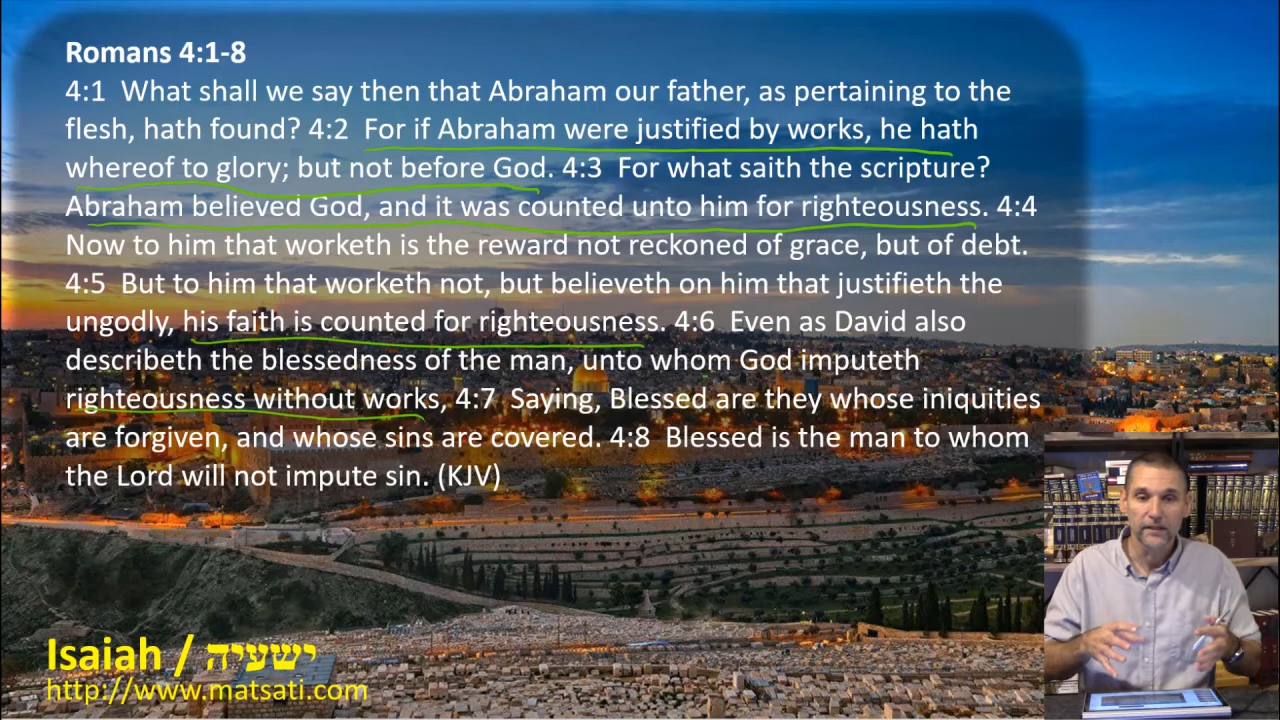 Romans 4:1-8
4:1 What shall we say then that Abraham our father, as pertaining to the
flesh, hath found? 4:2 For if Abraham were justified by works, he hath
whereof to glory; but not before God. 4:3 For what saith the scripture?
Abraham believed God, and it was counted unto him for righteousness. 4:4
Now to him that worketh is the reward not reckoned of grace, but of debt.
4:5 But to him that worketh not, but believeth on him that justifieth the
ungodly, his faith is counted for righteousness. 4:6 Even as David also
describeth the blessedness of the man, unto whom God imputeth
righteousness without works, 4:7 Saying, Blessed are they whose iniquities
are forgiven, and whose sins are covered. 4:8 Blessed is the man to whom
the Lord will not impute sin. (KJV)
Isaiah / ישעיה
http://www.matsati.com